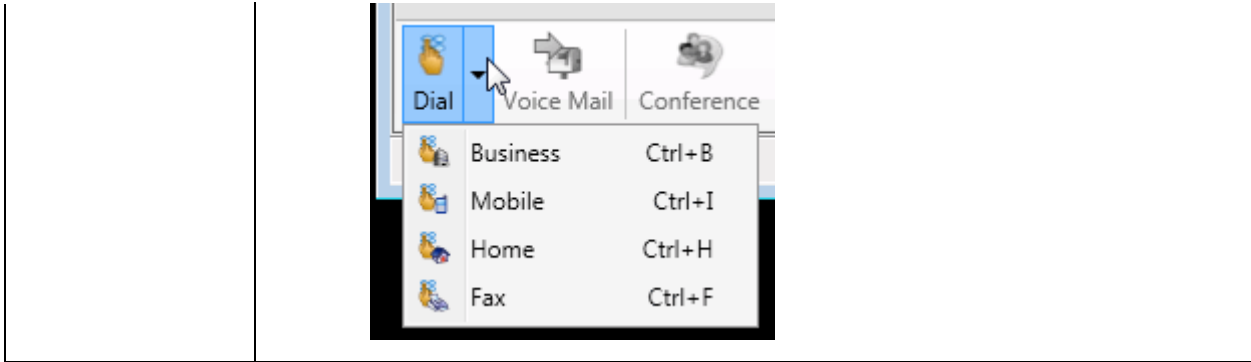 Dial Voice Mail Conference
Business Ctrl+B
Mobile Ctrl+I
Home Ctrl+H
Fax Ctrl+F